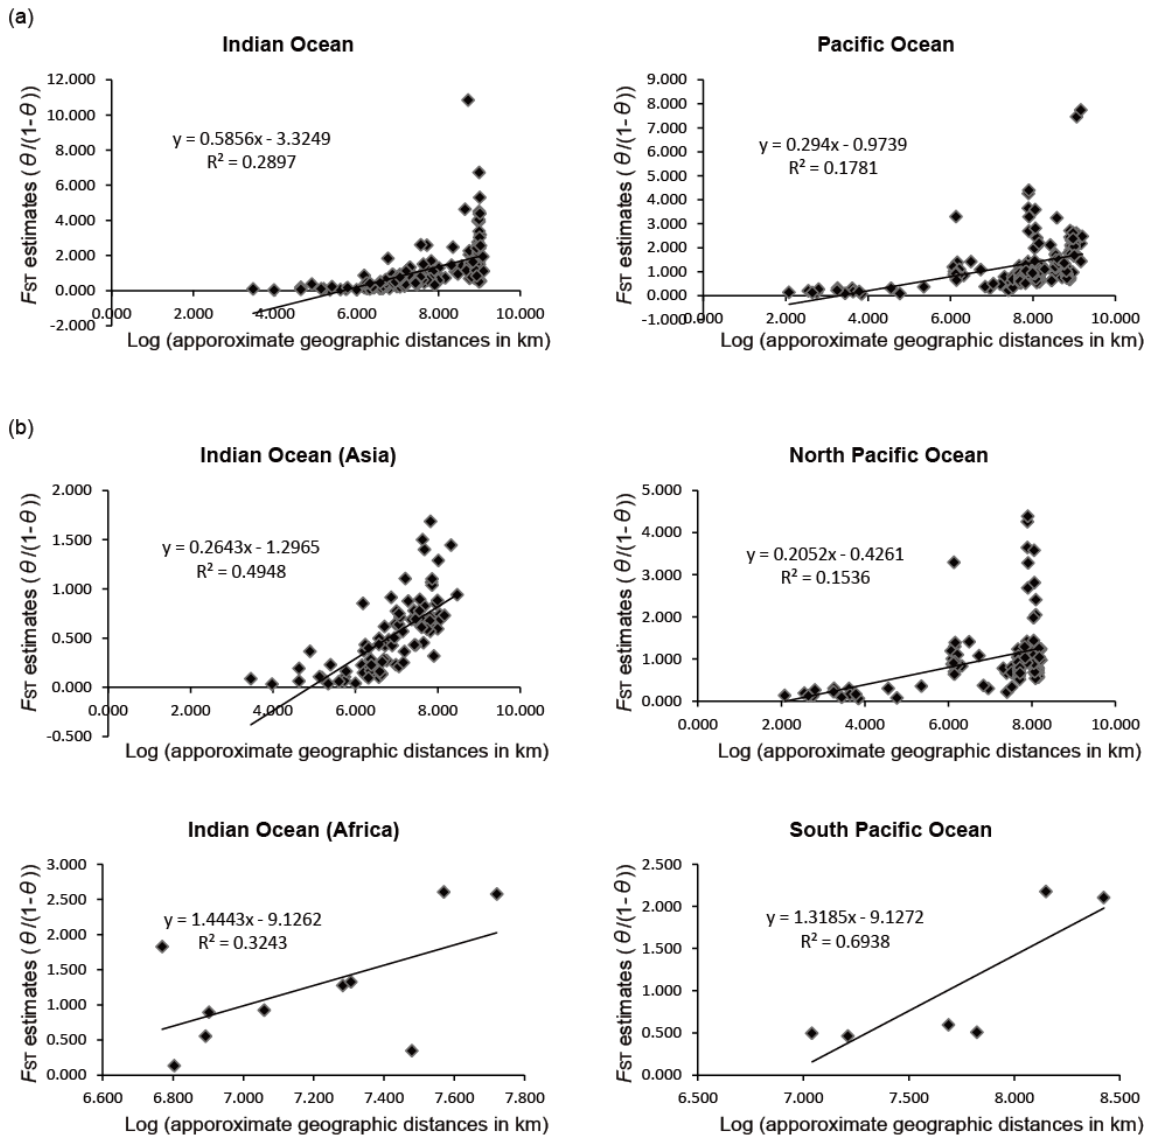 (a)
Indian Ocean
12.000
10.000
8.000
6.000
4.000
2.000
0.000
-2.000
FST estimates ( θ/(1-θ))
y = 0.5856x - 3.3249
R² = 0.2897
0.000 2.000 4.000 6.000 8.000 10.000
Log (apporoximate geographic distances in km)
Pacific Ocean
9.000
8.000
7.000
6.000
5.000
4.000
3.000
2.000
1.000
0.000
-1.000
FST estimates ( θ/(1-θ))
y = 0.294x - 0.9739
R² = 0.1781
0.000 2.000 4.000 6.000 8.000 10.000
Log (apporoximate geographic distances in km)
(b)
Indian Ocean (Asia)
2.000
1.500
1.000
0.500
0.000
-0.500
FST estimates ( θ/(1-θ))
y = 0.2643x - 1.2965
R² = 0.4948
0.000 2.000 4.000 6.000 8.000 10.000
Log (apporoximate geographic distances in km)
North Pacific Ocean
5.000
4.000
3.000
2.000
1.000
0.000
FST estimates ( θ/(1-θ))
y = 0.2052x - 0.4261
R² = 0.1536
0.000 2.000 4.000 6.000 8.000 10.000
Log (apporoximate geographic distances in km)
Indian Ocean (Africa)
3.000
2.500
2.000
1.500
1.000
0.500
0.000
FST estimates ( θ/(1-θ))
y = 1.4443x - 9.1262
R² = 0.3243
6.600 6.800 7.000 7.200 7.400 7.600 7.800
Log (apporoximate geographic distances in km)
South Pacific Ocean
2.500
2.000
1.500
1.000
0.500
0.000
FST estimates ( θ/(1-θ))
y = 1.3185x - 9.1272
R² = 0.6938
6.500 7.000 7.500 8.000 8.500
Log (apporoximate geographic distances in km)